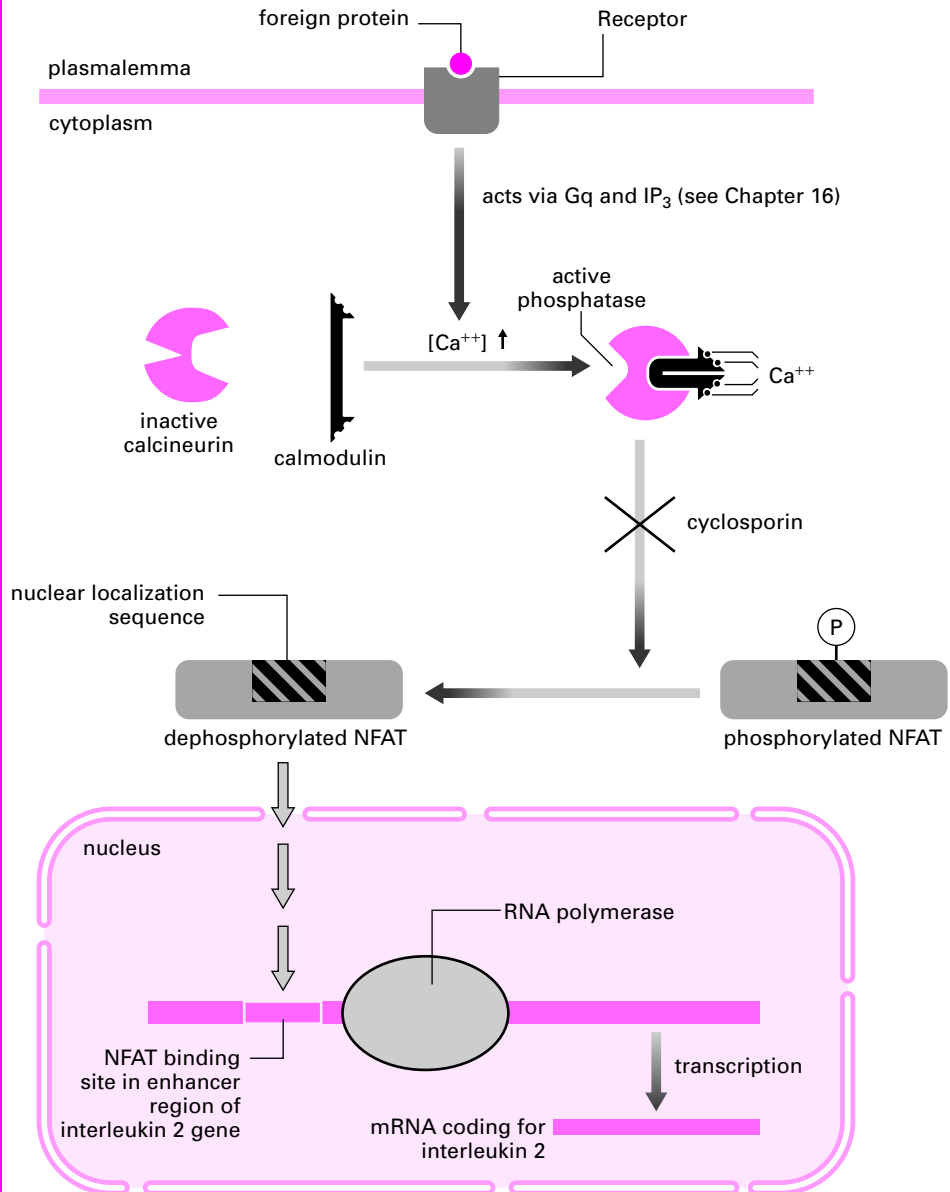 foreign protein
Receptor
plasmalemma
cytoplasm
acts via Gq and IP₃ (see Chapter 16)
active
phosphatase
[Ca⁺⁺] ↑
Ca⁺⁺
inactive
calcineurin
calmodulin
cyclosporin
nuclear localization
sequence
P
dephosphorylated NFAT
phosphorylated NFAT
nucleus
RNA polymerase
NFAT binding
site in enhancer
region of
interleukin 2 gene
transcription
mRNA coding for
interleukin 2